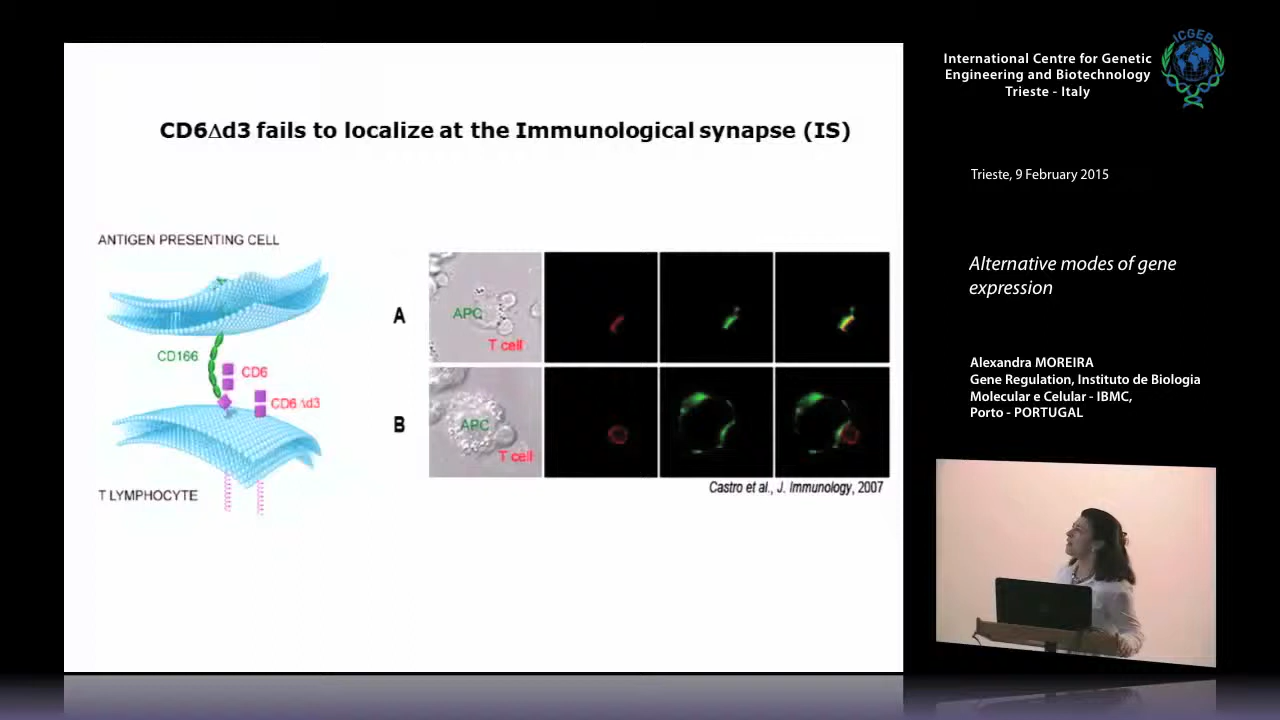 CD6Δd3 fails to localize at the Immunological synapse (IS)
ANTIGEN PRESENTING CELL
CD166
CD6
CD6 Δd3
T LYMPHOCYTE
A
APC
T cell
B
APC
T cell
Castro et al., J. Immunology, 2007
International Centre for Genetic
Engineering and Biotechnology
Trieste - Italy
ICGEB
Trieste, 9 February 2015
Alternative modes of gene
expression
Alexandra MOREIRA
Gene Regulation, Instituto de Biologia
Molecular e Celular - IBMC,
Porto - PORTUGAL